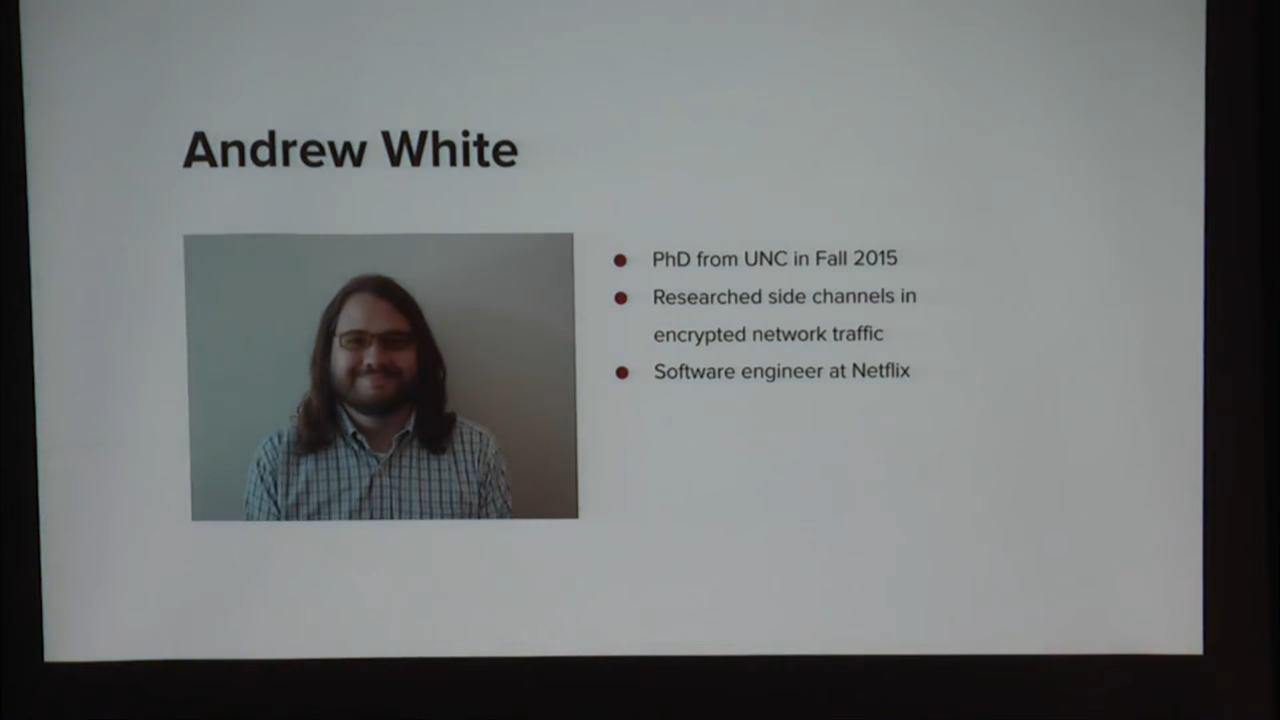 Andrew White
PhD from UNC in Fall 2015
Researched side channels in
encrypted network traffic
Software engineer at Netflix